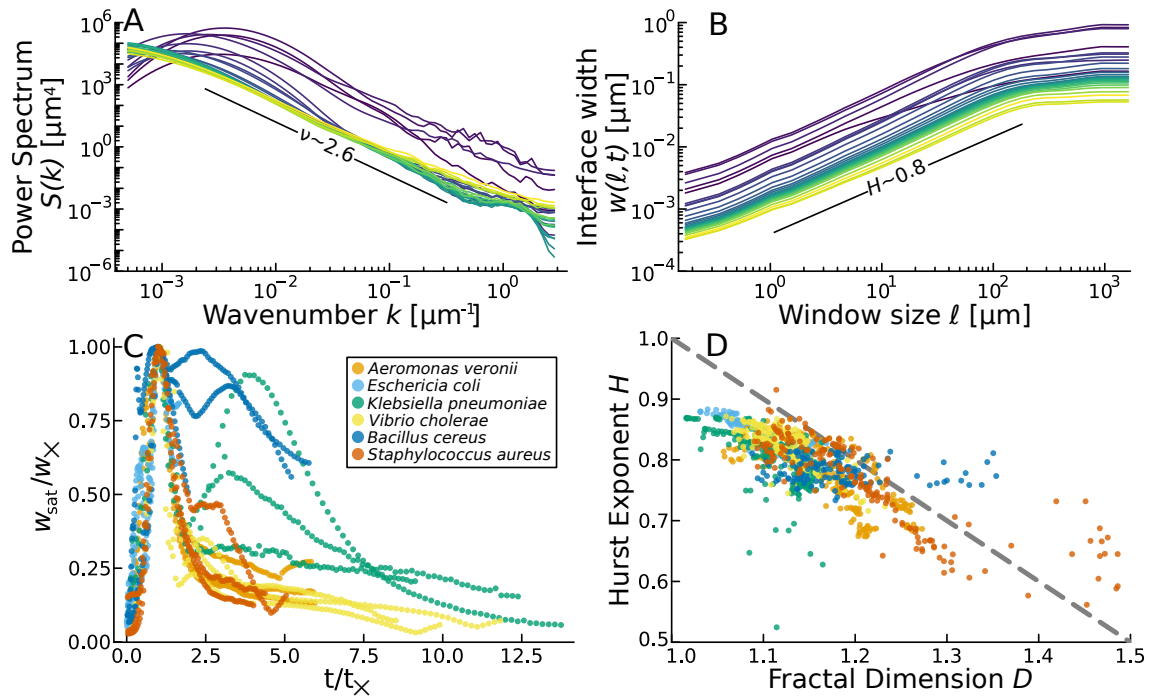 A
Power Spectrum
S(k) [μm⁴]
10⁶
10³
10⁰
10⁻³
10⁻⁶
ν~2.6
10⁻³
10⁻²
10⁻¹
10⁰
Wavenumber k [μm⁻¹]
B
Interface width
w(ℓ,t) [μm]
10⁰
10⁻¹
10⁻²
10⁻³
10⁻⁴
H~0.8
10⁰
10¹
10²
10³
Window size ℓ [μm]
C
w_sat/w_×
1.00
0.75
0.50
0.25
0.00
Aeromonas veronii
Eschericia coli
Klebsiella pneumoniae
Vibrio cholerae
Bacillus cereus
Staphylococcus aureus
0.0
2.5
5.0
7.5
10.0
12.5
t/t_×
D
Hurst Exponent H
1.0
0.9
0.8
0.7
0.6
0.5
1.0
1.1
1.2
1.3
1.4
1.5
Fractal Dimension D